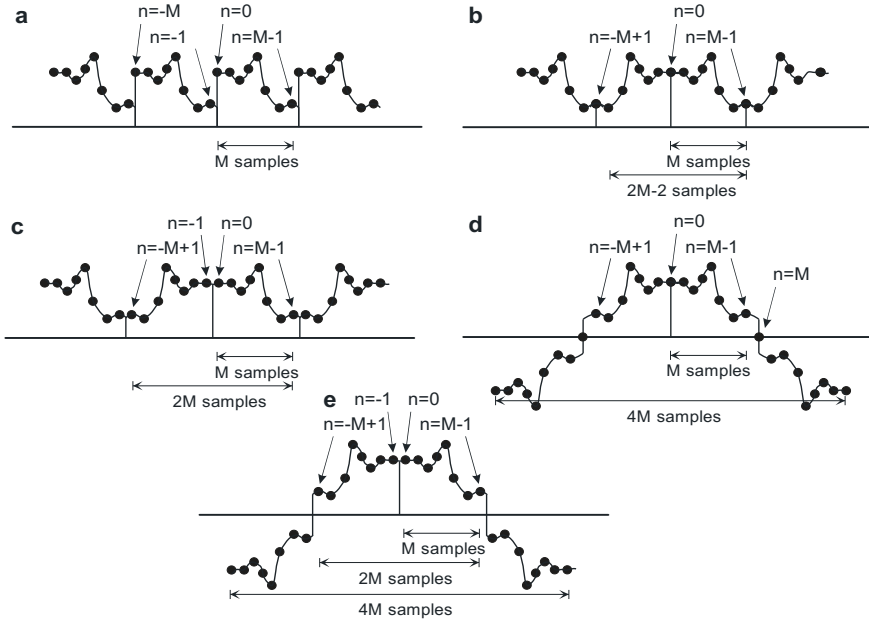 a
n=-M
n=0
n=-1
n=M-1
M samples
b
n=0
n=-M+1
n=M-1
M samples
2M-2 samples
c
n=-1
n=0
n=-M+1
n=M-1
M samples
2M samples
d
n=0
n=-M+1
n=M-1
n=M
M samples
4M samples
e
n=-1
n=0
n=-M+1
n=M-1
M samples
2M samples
4M samples